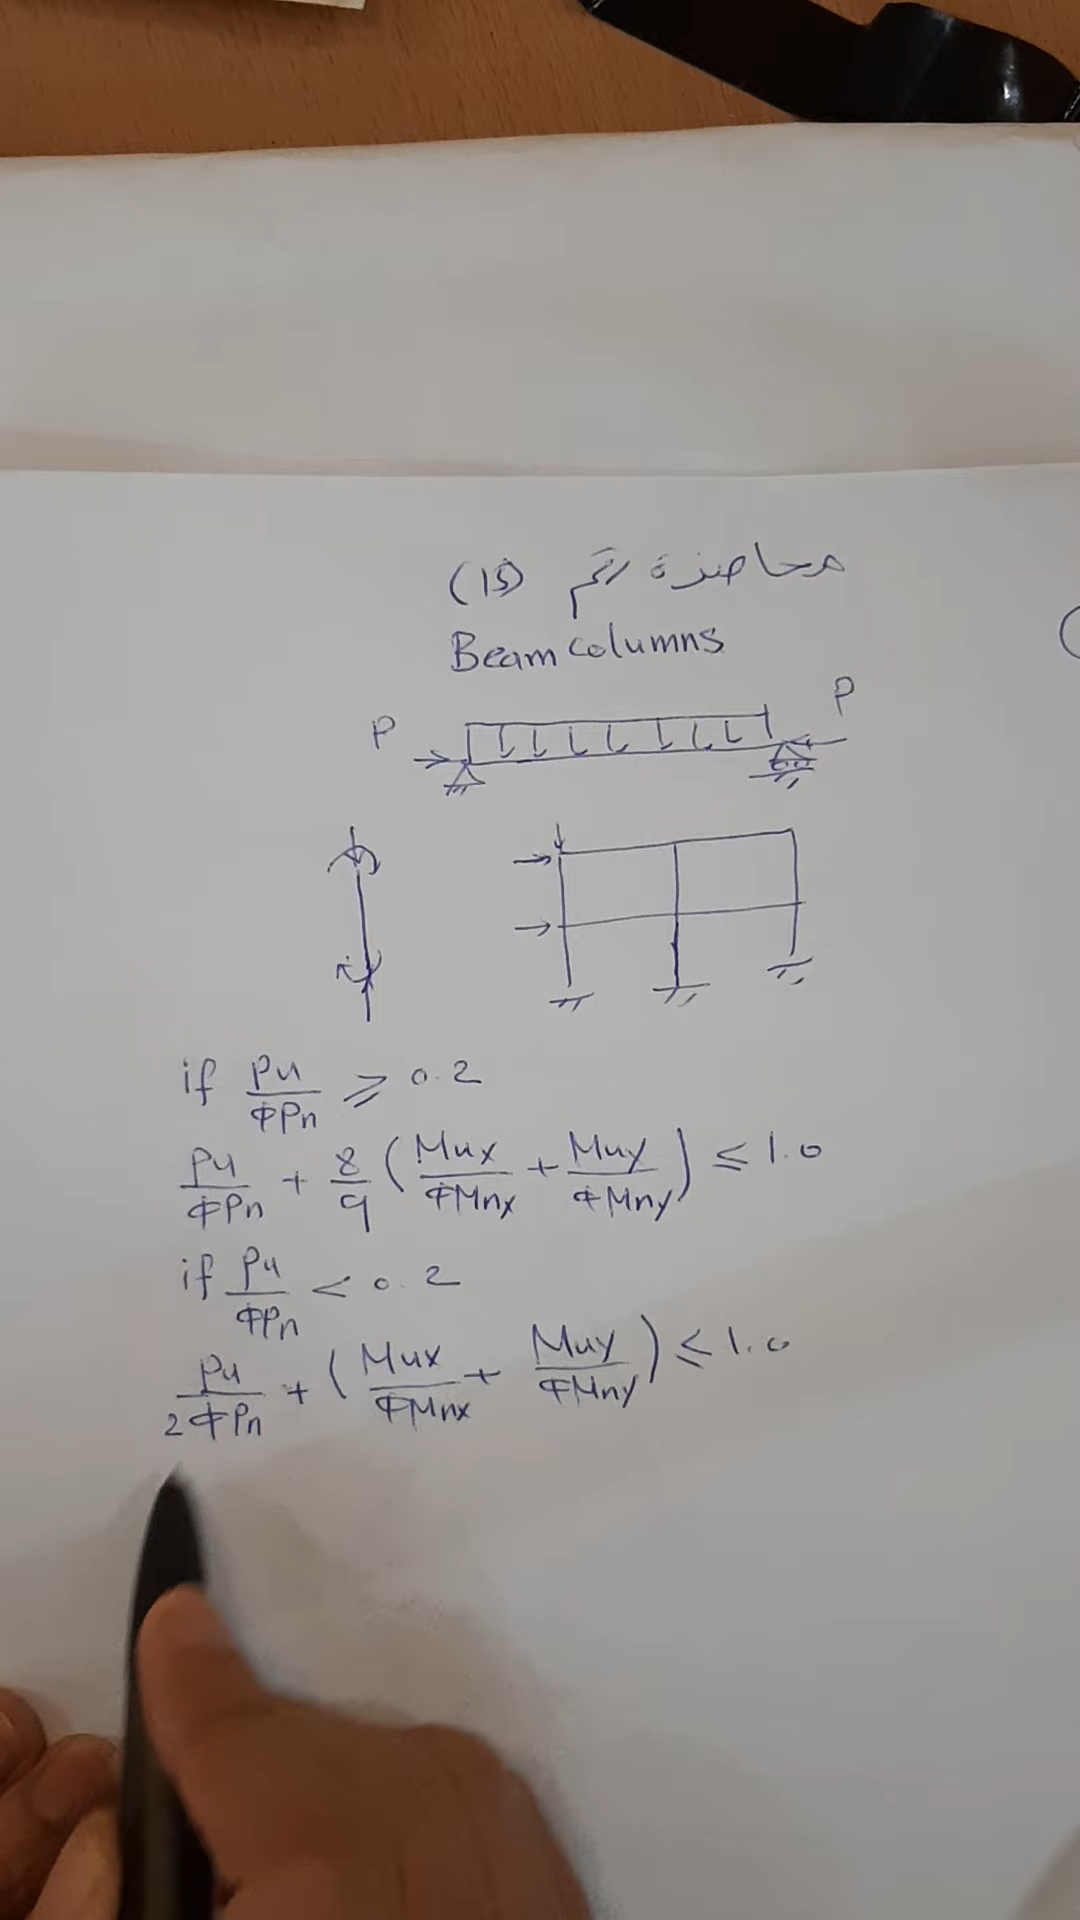 محاضرة رقم (15)
Beam columns
P P
if Pu/ΦPn ≥ 0.2
Pu/ΦPn + 8/9 (Mux/ΦMnx + Muy/ΦMny) ≤ 1.0
if Pu/ΦPn < 0.2
Pu/2ΦPn + (Mux/ΦMnx + Muy/ΦMny) ≤ 1.0